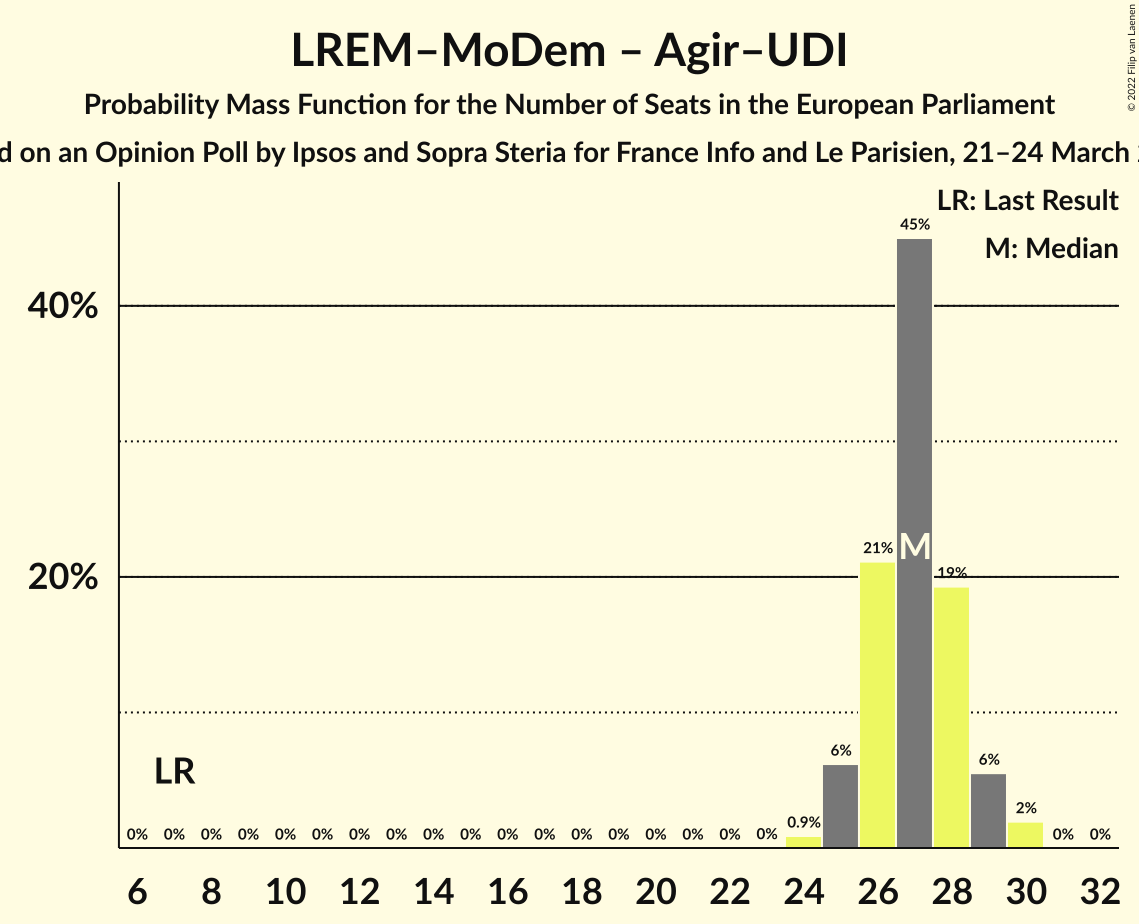 LREM–MoDem – Agir–UDI
Probability Mass Function for the Number of Seats in the European Parliament
on an Opinion Poll by Ipsos and Sopra Steria for France Info and Le Parisien, 21–24 March
© 2022 Filip van Laenen
LR: Last Result
M: Median
45%
40%
21%
M
19%
20%
6%
6%
LR
2%
0.9%
0% 0% 0% 0% 0% 0% 0% 0% 0% 0% 0% 0% 0% 0% 0% 0% 0% 0% 0% 0%
6 8 10 12 14 16 18 20 22 24 26 28 30 32